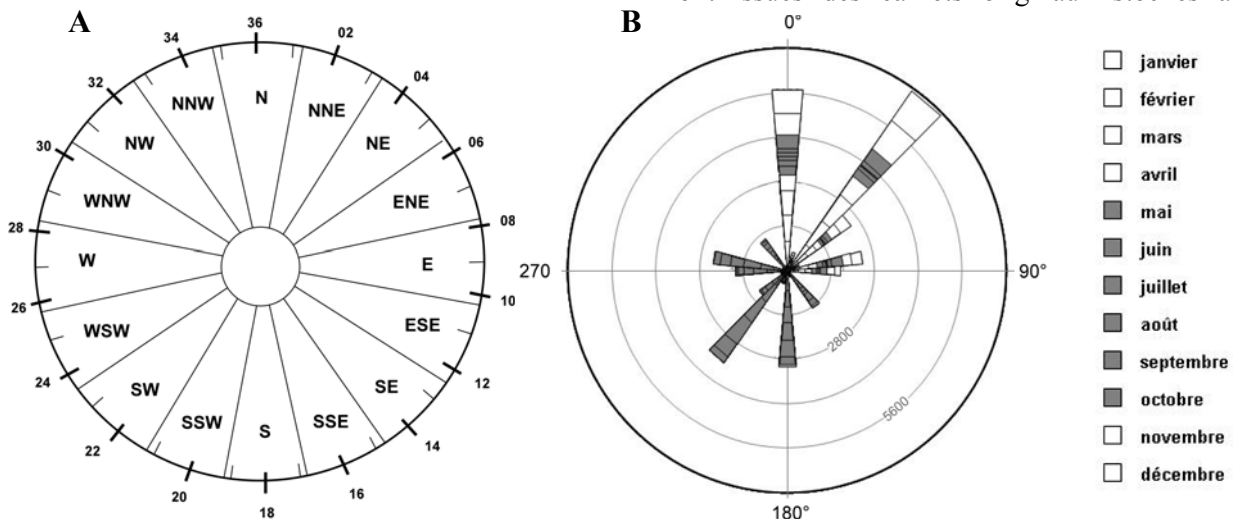 A
36
02
04
06
08
10
12
14
16
18
20
22
24
26
28
30
32
34
N
NNE
NE
ENE
E
ESE
SE
SSE
S
SSW
SW
WSW
W
WNW
NW
NNW
B
0°
90°
180°
270
2800
5600
janvier
février
mars
avril
mai
juin
juillet
août
septembre
octobre
novembre
décembre